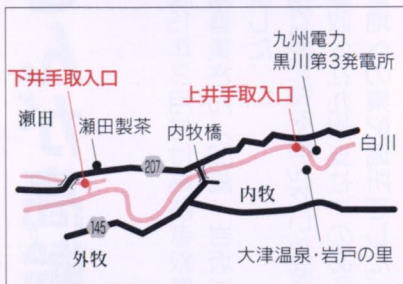 九州電力
黒川第3発電所
下井手取入口
上井手取入口
瀬田
瀬田製茶
内牧橋
白川
207
内牧
145
外牧
大津温泉・岩戸の里